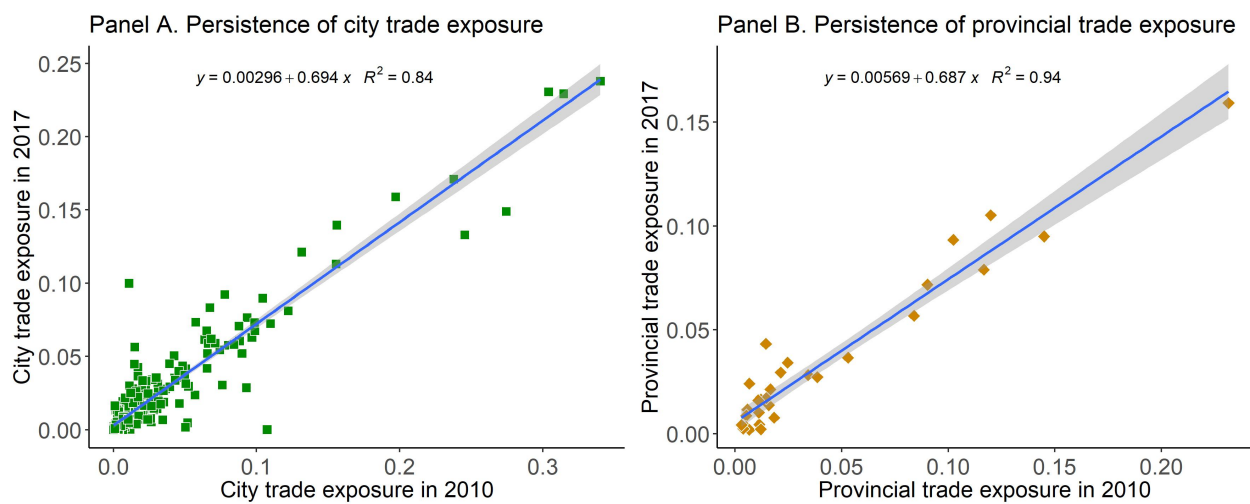 Panel A. Persistence of city trade exposure
y = 0.00296 + 0.694 x R² = 0.84
City trade exposure in 2017
0.25
0.20
0.15
0.10
0.05
0.00
0.0 0.1 0.2 0.3
City trade exposure in 2010
Panel B. Persistence of provincial trade exposure
y = 0.00569 + 0.687 x R² = 0.94
Provincial trade exposure in 2017
0.15
0.10
0.05
0.00
0.00 0.05 0.10 0.15 0.20
Provincial trade exposure in 2010